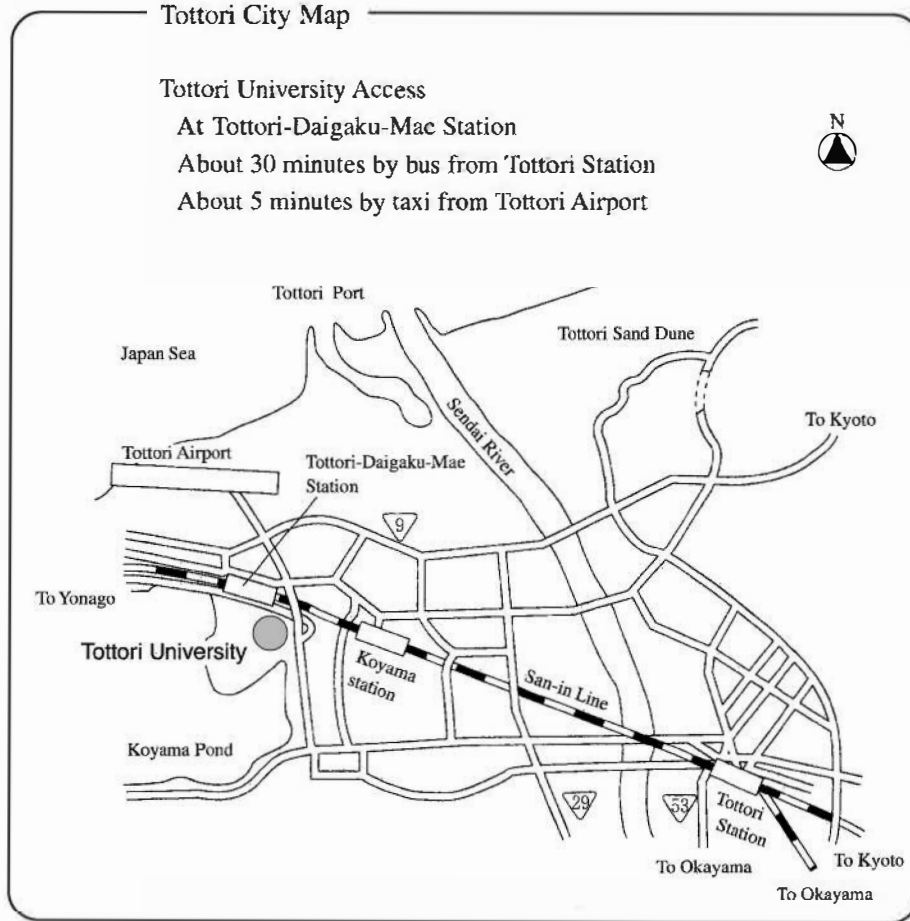 Tottori City Map
Tottori University Access
At Tottori-Daigaku-Mae Station
About 30 minutes by bus from Tottori Station
About 5 minutes by taxi from Tottori Airport
N
Tottori Port
Japan Sea
Tottori Sand Dune
Sendai River
To Kyoto
Tottori Airport
Tottori-Daigaku-Mae
Station
9
To Yonago
Tottori University
Koyama
station
San-in Line
Koyama Pond
29
53
Tottori
Station
To Okayama
To Kyoto
To Okayama